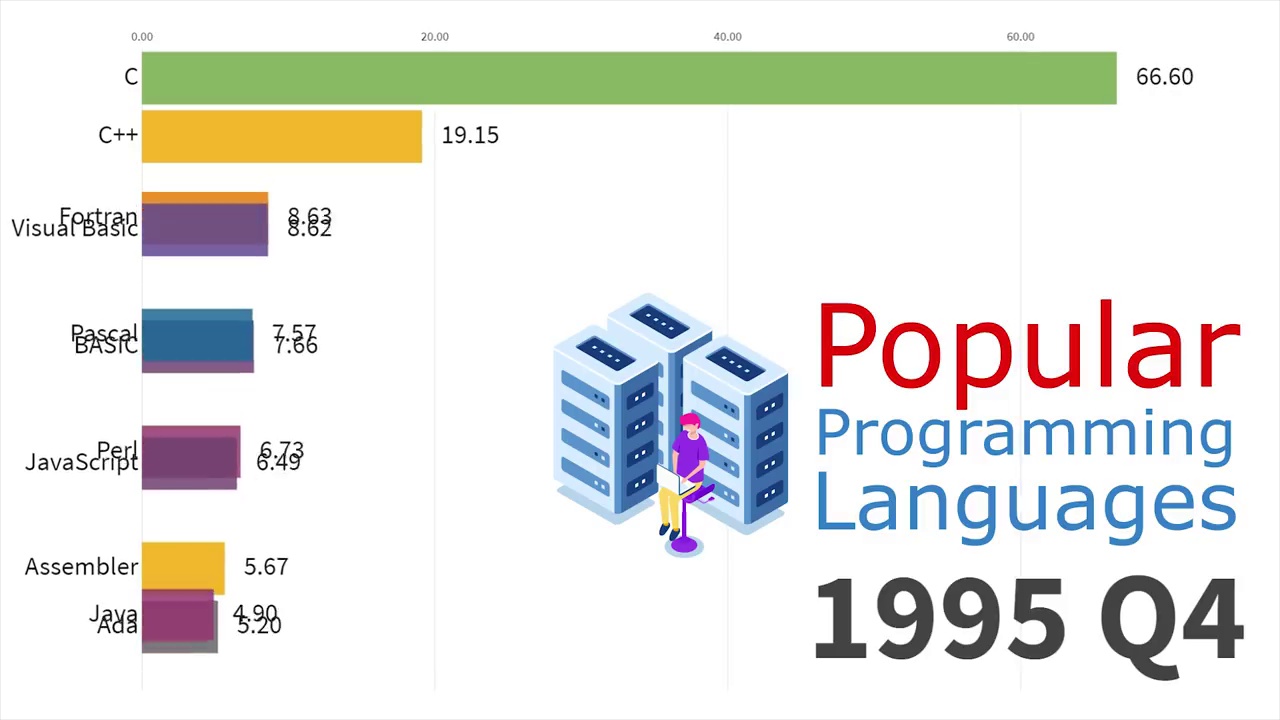 0.00 20.00 40.00 60.00
C 66.60
C++ 19.15
Fortran 8.63
Visual Basic 8.62
Pascal 7.57
BASIC 7.66
Perl 6.73
JavaScript 6.49
Assembler 5.67
Java 4.90
Ada 5.20
Popular
Programming
Languages
1995 Q4